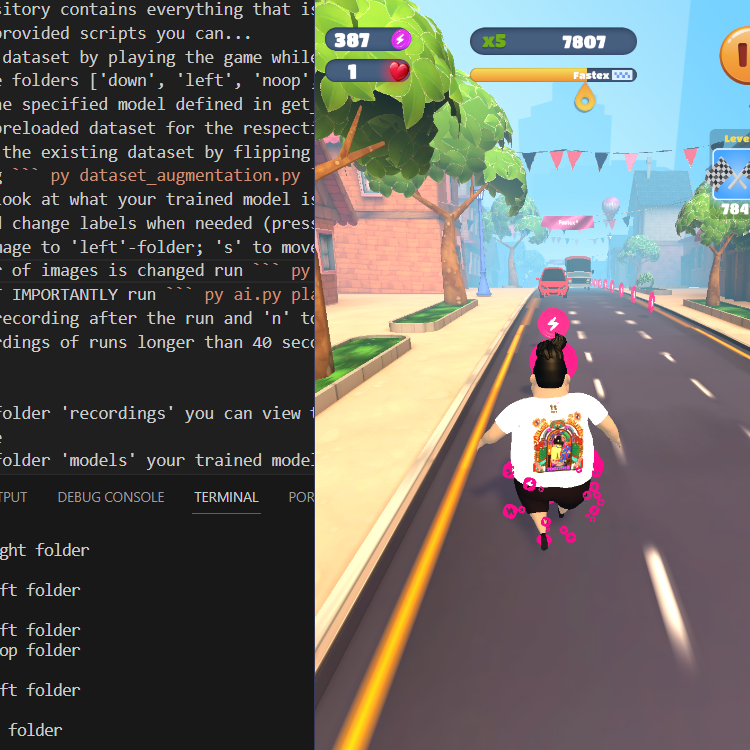 sitory contains everything that is
provided scripts you can...
dataset by playing the game while
e folders ['down', 'left', 'noop',
he specified model defined in get_
preloaded dataset for the respecti
the existing dataset by flipping
g ``` py dataset_augmentation.py
look at what your trained model is
d change labels when needed (press
mage to 'left'-folder; 's' to move
r of images is changed run ``` py
T IMPORTANTLY run ``` py ai.py pla
recording after the run and 'n' to
rdings of runs longer than 40 seco
folder 'recordings' you can view
e
folder 'models' your trained model
TPUT DEBUG CONSOLE TERMINAL POR
ght folder
ft folder
ft folder
op folder
ft folder
folder
387
1
x5 7807
Fastex
Leve
784